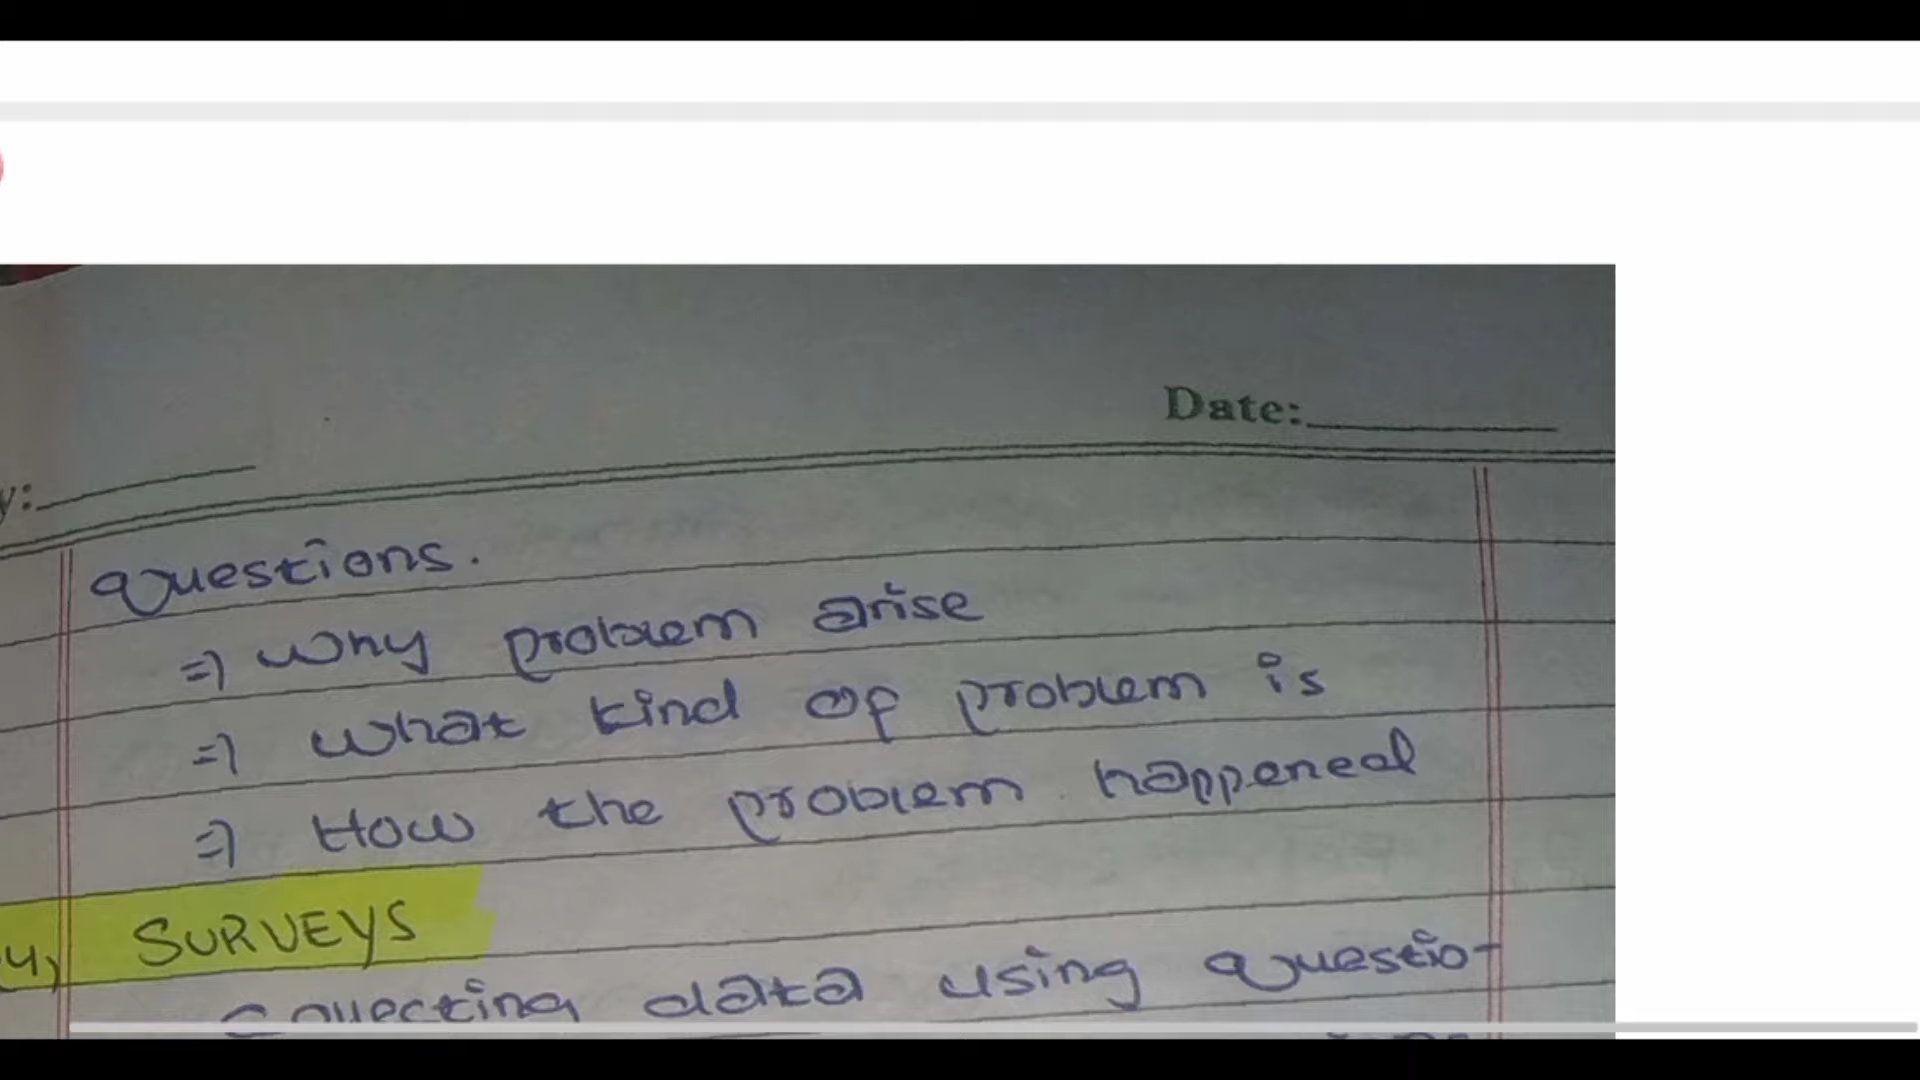 Date:
y:
questions.
=) why problem arise
=) what kind of problem is
=) How the problem happened
4) SURVEYS
collecting data using questio-